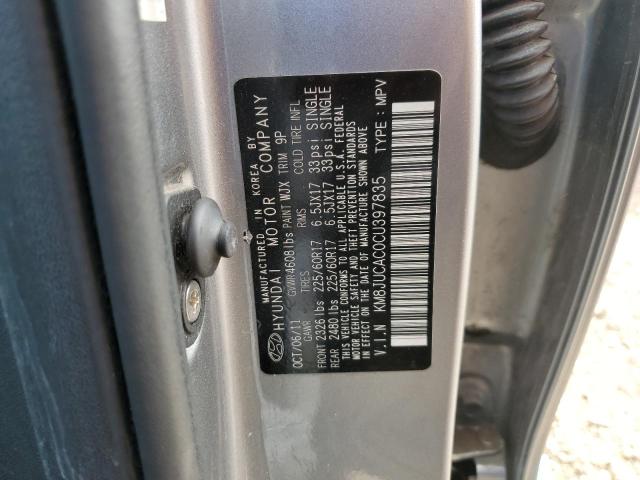 MANUFACTURED IN KOREA BY
HYUNDAI MOTOR COMPANY
OCT/06/11 GVWR4608lbs PAINT WJX TRIM 9P
GAWR TIRES RIMS COLD TIRE INFL
FRONT 2326lbs 225/60R17 6.5JX17 33psi SINGLE
REAR 2480lbs 225/60R17 6.5JX17 33psi SINGLE
THIS VEHICLE CONFORMS TO ALL APPLICABLE U.S.A. FEDERAL
MOTOR VEHICLE SAFETY AND THEFT PREVENTION STANDARDS
IN EFFECT ON THE DATE OF MANUFACTURE SHOWN ABOVE
V.I.N KM8JUCAC0CU397835 TYPE : MPV